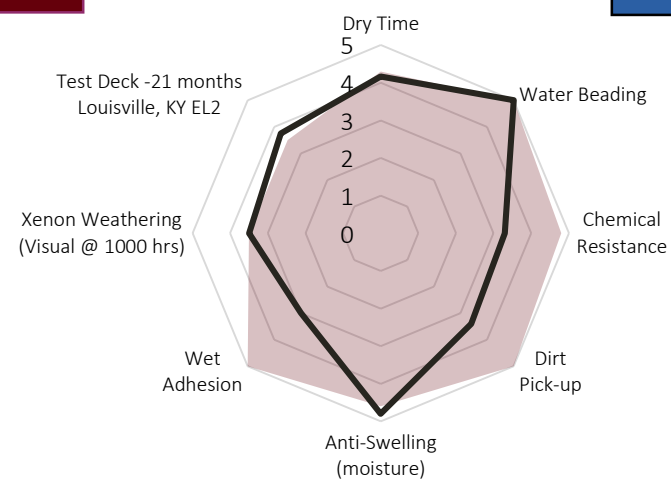 Dry Time
5
4
3
2
1
0
Test Deck -21 months
Louisville, KY EL2
Water Beading
Xenon Weathering
(Visual @ 1000 hrs)
Chemical
Resistance
Wet
Adhesion
Dirt
Pick-up
Anti-Swelling
(moisture)